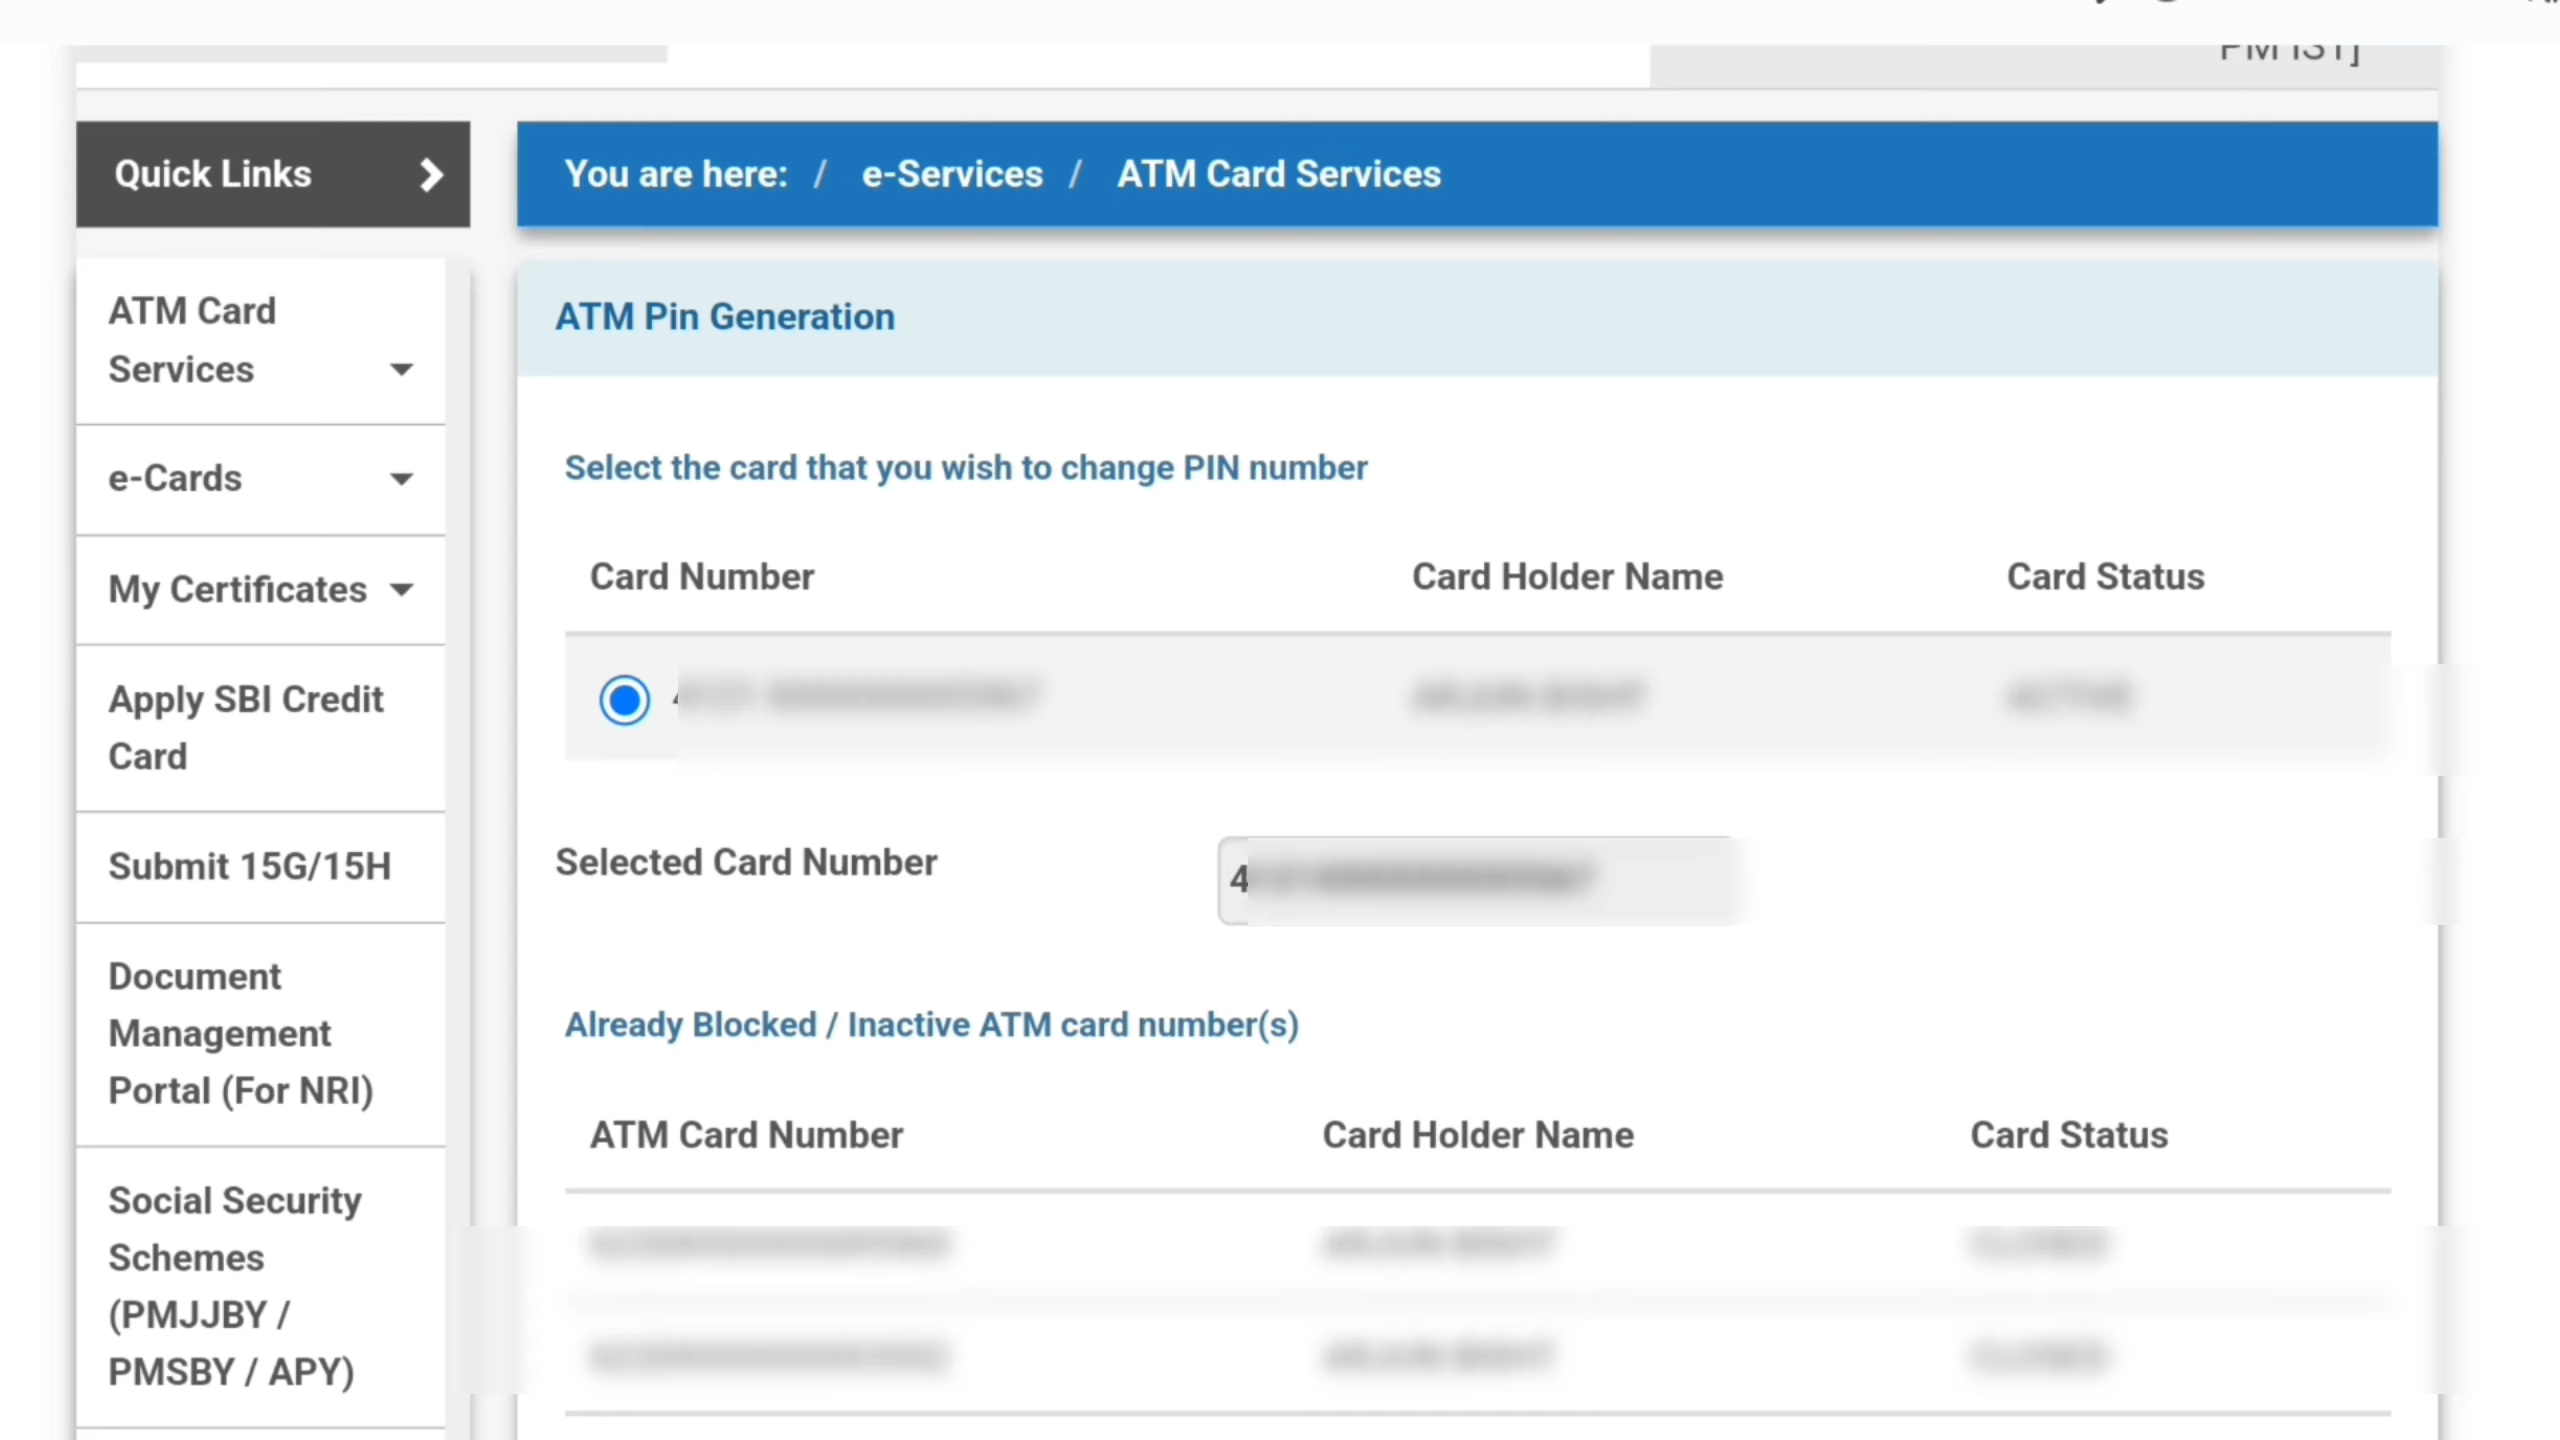 PM IST]
Quick Links
You are here: / e-Services / ATM Card Services
ATM Card
Services
e-Cards
My Certificates
Apply SBI Credit
Card
Submit 15G/15H
Document
Management
Portal (For NRI)
Social Security
Schemes
(PMJJBY /
PMSBY / APY)
ATM Pin Generation
Select the card that you wish to change PIN number
Card Number Card Holder Name Card Status
Selected Card Number
4
Already Blocked / Inactive ATM card number(s)
ATM Card Number Card Holder Name Card Status